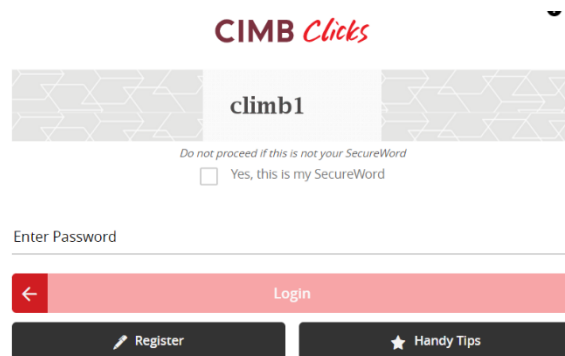 CIMB Clicks
climb1
Do not proceed if this is not your SecureWord
Yes, this is my SecureWord
Enter Password
Login
Register
Handy Tips